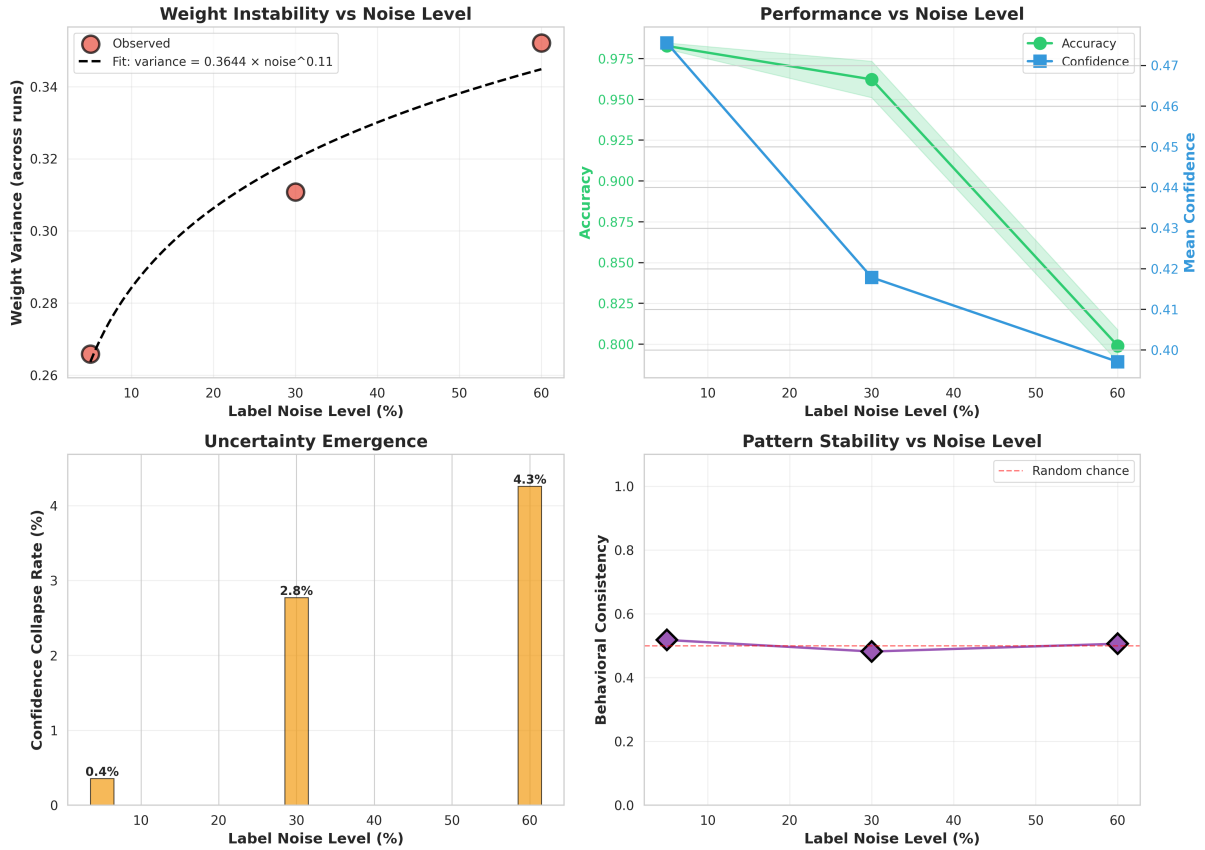 Weight Instability vs Noise Level
Observed
Fit: variance = 0.3644 × noise^0.11
Weight Variance (across runs)
0.34
0.32
0.30
0.28
0.26
10 20 30 40 50 60
Label Noise Level (%)
Performance vs Noise Level
Accuracy
Confidence
Accuracy
0.975
0.950
0.925
0.900
0.875
0.850
0.825
0.800
0.47
0.46
0.45
0.44
0.43
0.42
0.41
0.40
Mean Confidence
10 20 30 40 50 60
Label Noise Level (%)
Uncertainty Emergence
Confidence Collapse Rate (%)
4
3
2
1
0
0.4%
2.8%
4.3%
10 20 30 40 50 60
Label Noise Level (%)
Pattern Stability vs Noise Level
Random chance
Behavioral Consistency
1.0
0.8
0.6
0.4
0.2
0.0
10 20 30 40 50 60
Label Noise Level (%)